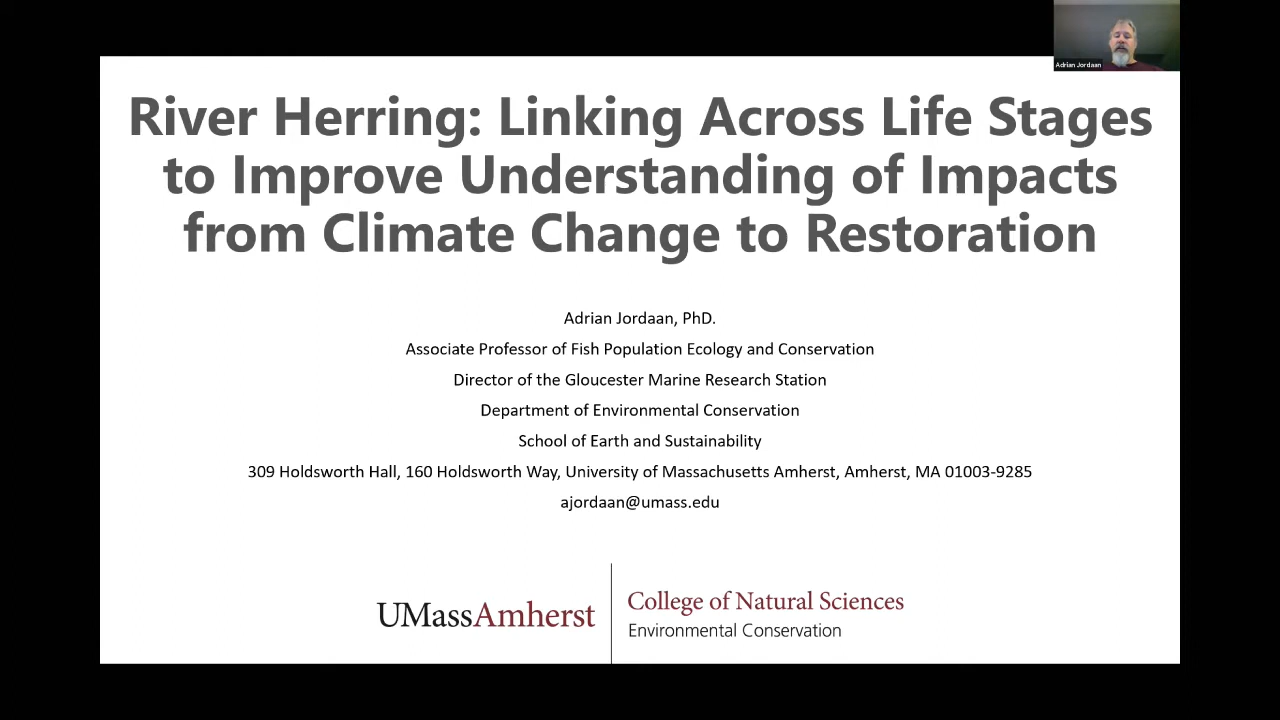 Adrian Jordaan
River Herring: Linking Across Life Stages
to Improve Understanding of Impacts
from Climate Change to Restoration
Adrian Jordaan, PhD.
Associate Professor of Fish Population Ecology and Conservation
Director of the Gloucester Marine Research Station
Department of Environmental Conservation
School of Earth and Sustainability
309 Holdsworth Hall, 160 Holdsworth Way, University of Massachusetts Amherst, Amherst, MA 01003-9285
ajordaan@umass.edu
UMassAmherst
College of Natural Sciences
Environmental Conservation